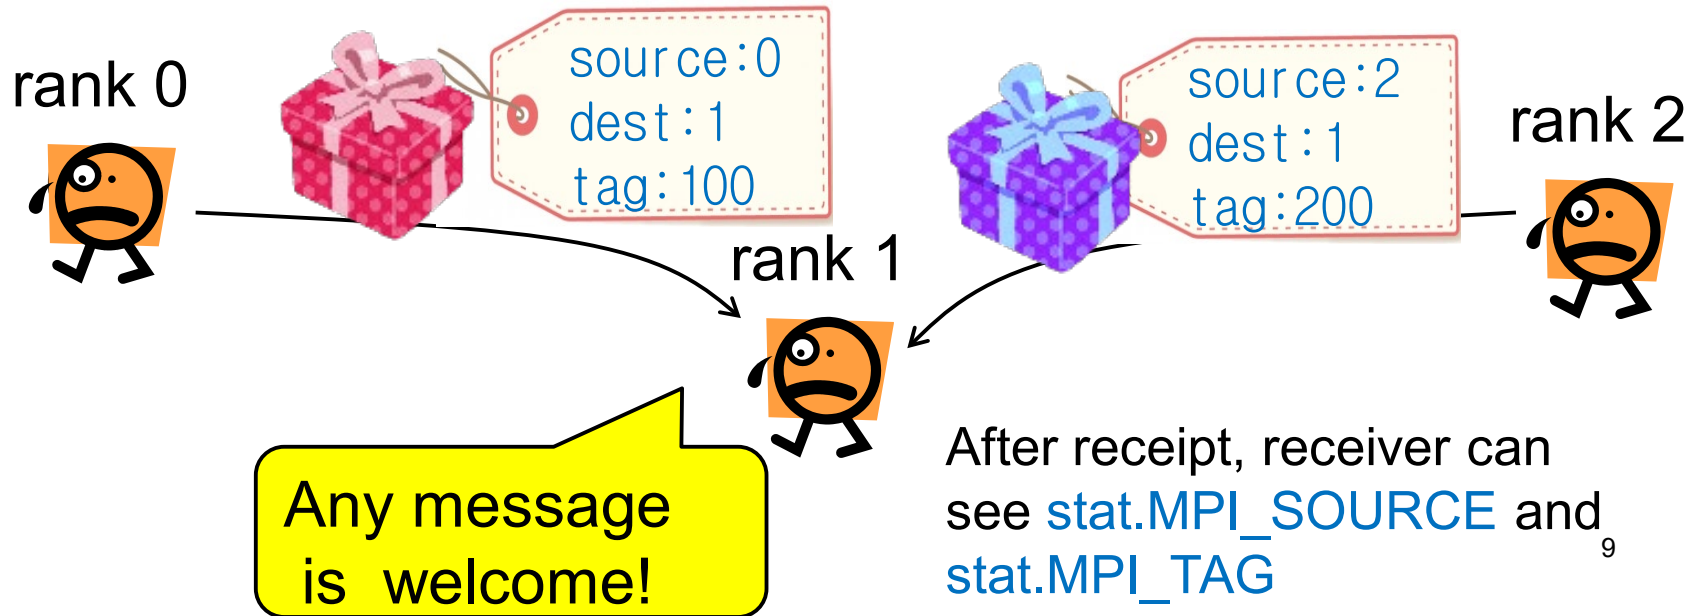 rank 0
source:0
dest:1
tag:100
source:2
dest:1
tag:200
rank 2
rank 1
Any message
is welcome!
After receipt, receiver can
see stat.MPI_SOURCE and
stat.MPI_TAG
9